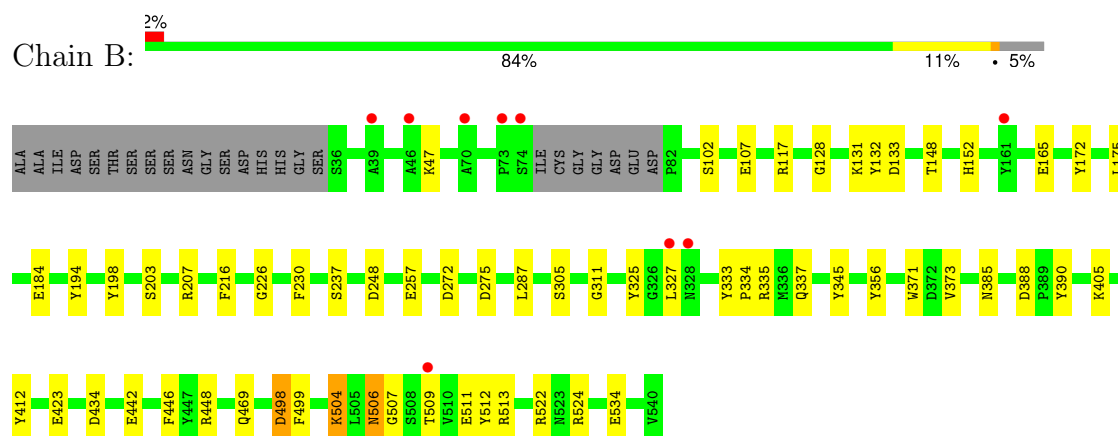 2%
Chain B:
84% 11% • 5%
ALA ALA ILE ASP SER THR SER SER SER ASN GLY SER ASP HIS HIS GLY SER S36 A39 A46 K47 A70 P73 S74 ILE CYS GLY GLY ASP GLU ASP P82 S102 E107 R117 G128 K131 Y132 D133 T148 H152 Y161 E165 Y172 L175
E184 Y194 Y198 S203 R207 F216 G226 F230 S237 D248 E257 D272 D275 L287 S305 G311 Y325 G326 L327 N328 Y333 P334 R335 M336 Q337 Y345 Y356 W371 D372 V373 N385 D388 P389 Y390 K405
Y412 E423 D434 E442 F446 Y447 R448 Q469 D498 F499 K504 L505 N506 G507 S508 T509 V510 E511 Y512 R513 R522 N523 R524 E534 V540